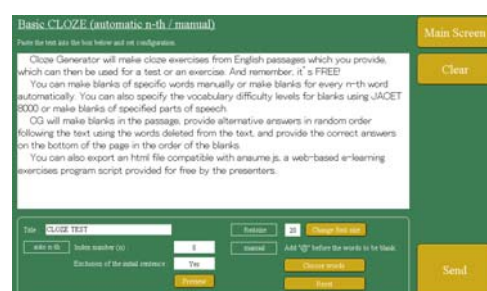 Basic CLOZE (automatic n-th / manual)
Main Screen
Paste the text into the box below and set configuration.
Clear
Cloze Generator will make cloze exercises from English passages which you provide,
which can then be used for a test or an exercise. And remember, it's FREE!
You can make blanks of specific words manually or make blanks for every n-th word
automatically. You can also specify the vocabulary difficulty levels for blanks using JACET
8000 or make blanks of specified parts of speech.
CG will make blanks in the passage, provide alternative answers in random order
following the text using the words deleted from the text, and provide the correct answers
on the bottom of the page in the order of the blanks.
You can also export an html file compatible with anaume.js, a web-based e-learning
exercises program script provided for free by the presenters.
Title CLOZE TEST fontsize 20 Change font size
auto n-th Index number (n) manual Add "@" before the words to be blank
Exclusion of the initial sentence Yes Choose words
Preview Reset
Send